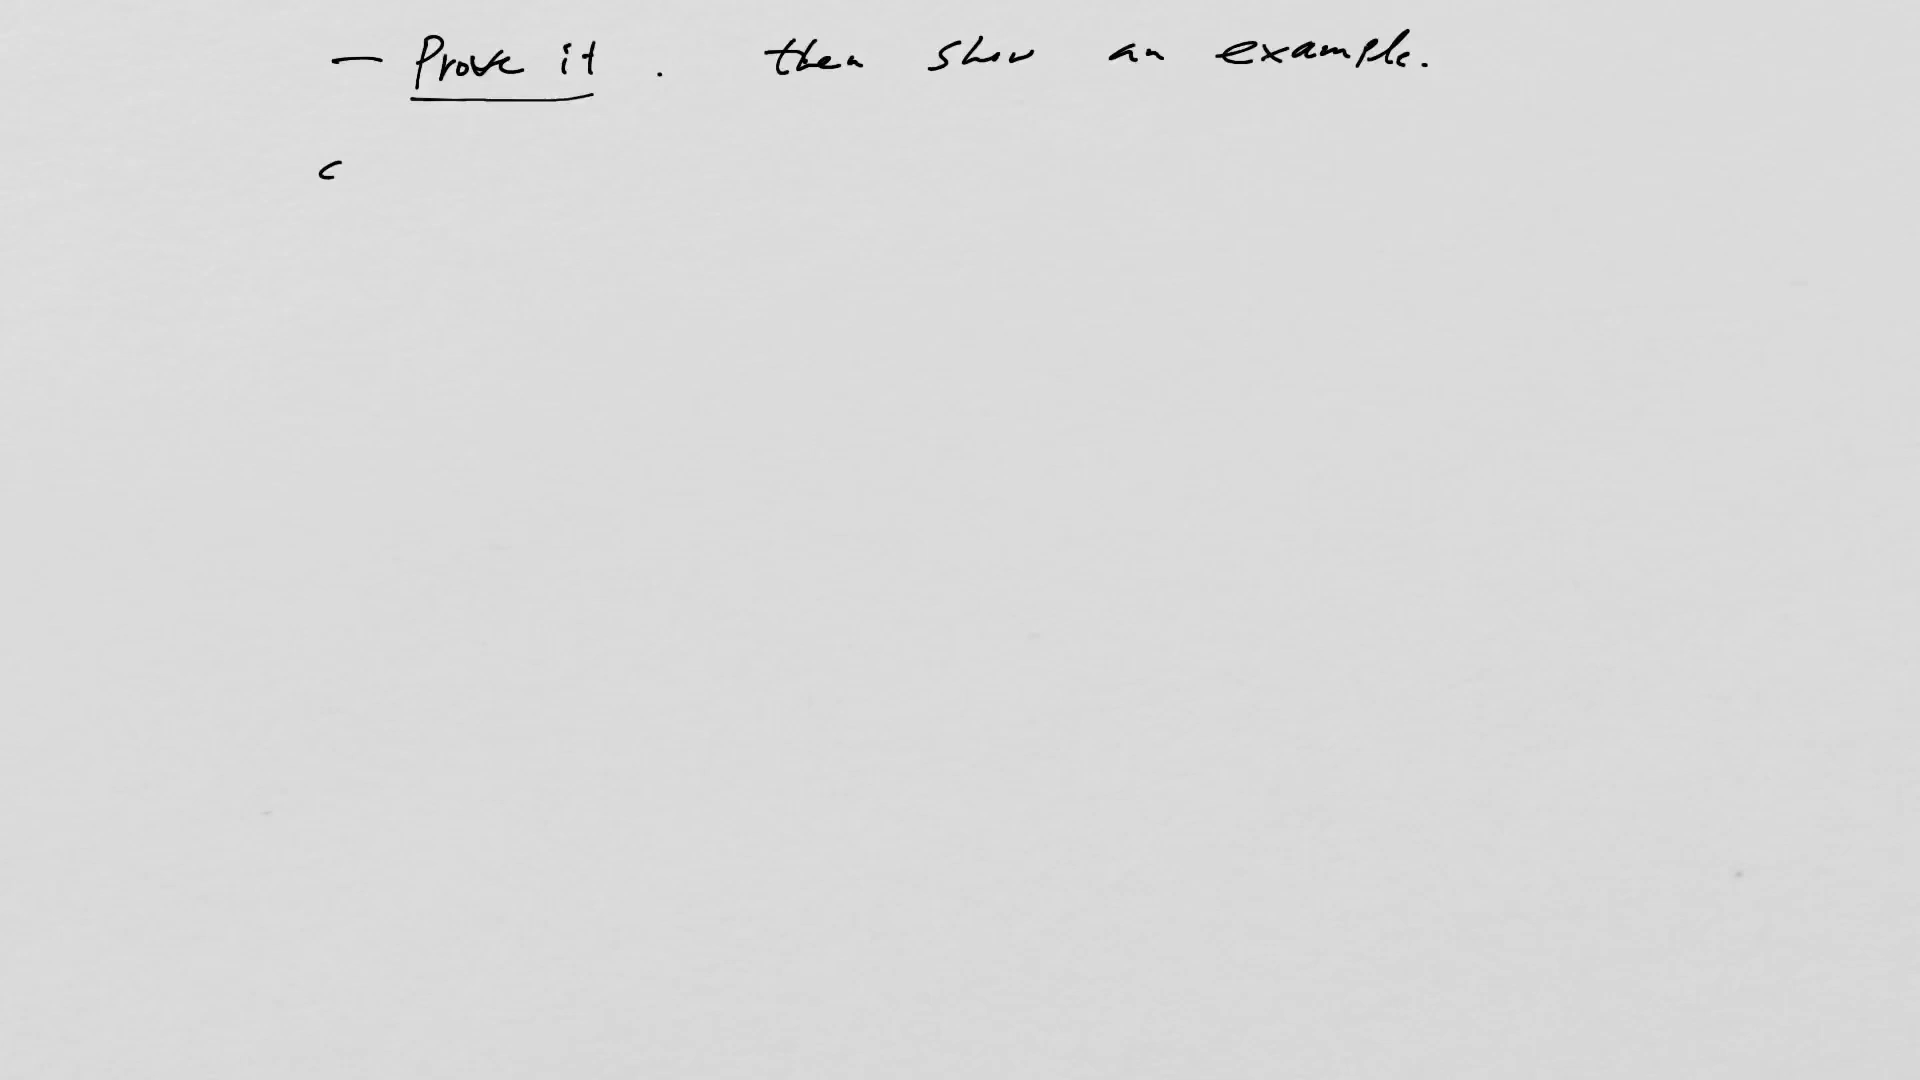 — Prove it . then show an example.
c